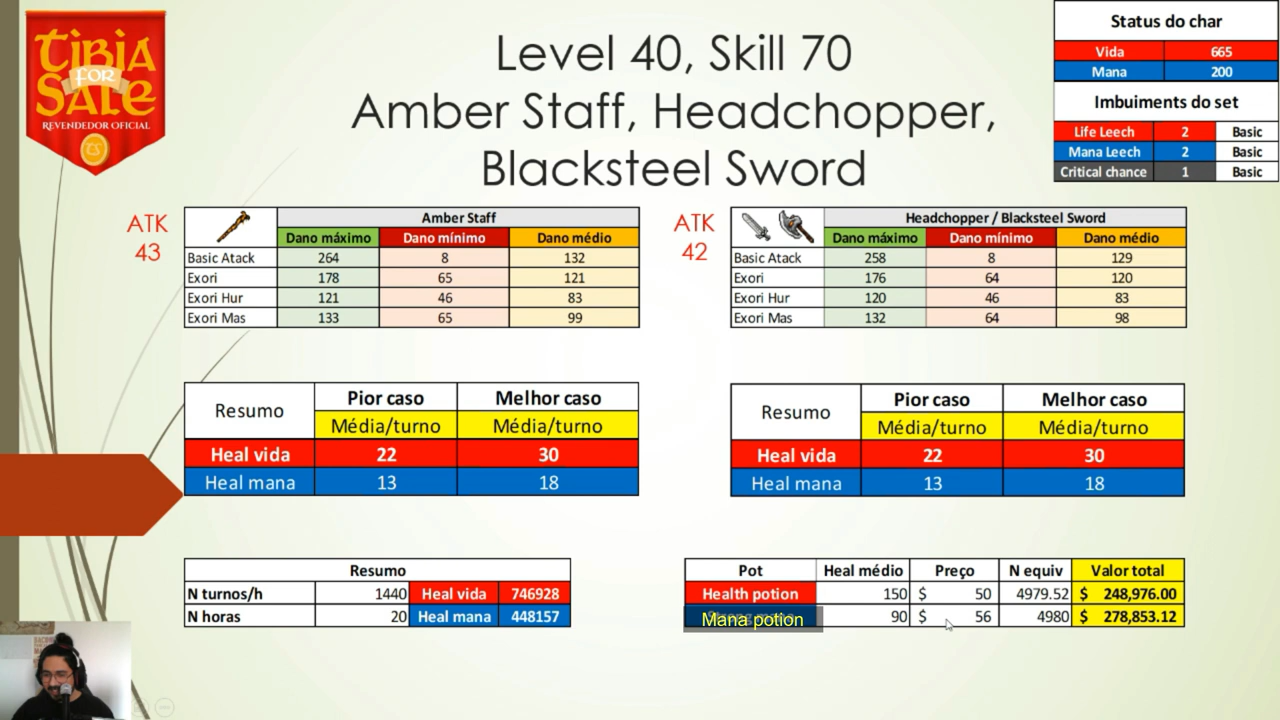 TiBiA
FOR
SALE
REVENDEDOR OFICIAL
Level 40, Skill 70
Amber Staff, Headchopper,
Blacksteel Sword
Status do char
Vida 665
Mana 200
Imbuiments do set
Life Leech 2 Basic
Mana Leech 2 Basic
Critical chance 1 Basic
ATK
43
Amber Staff
Dano máximo Dano mínimo Dano médio
Basic Atack 264 8 132
Exori 178 65 121
Exori Hur 121 46 83
Exori Mas 133 65 99
ATK
42
Headchopper / Blacksteel Sword
Dano máximo Dano mínimo Dano médio
Basic Atack 258 8 129
Exori 176 64 120
Exori Hur 120 46 83
Exori Mas 132 64 98
Resumo Pior caso Melhor caso
Média/turno Média/turno
Heal vida 22 30
Heal mana 13 18
Resumo Pior caso Melhor caso
Média/turno Média/turno
Heal vida 22 30
Heal mana 13 18
Resumo
N turnos/h 1440 Heal vida 746928
N horas 20 Heal mana 448157
Pot Heal médio Preço N equiv Valor total
Health potion 150 $ 50 4979.52 $ 248,976.00
Mana potion 90 $ 56 4980 $ 278,853.12